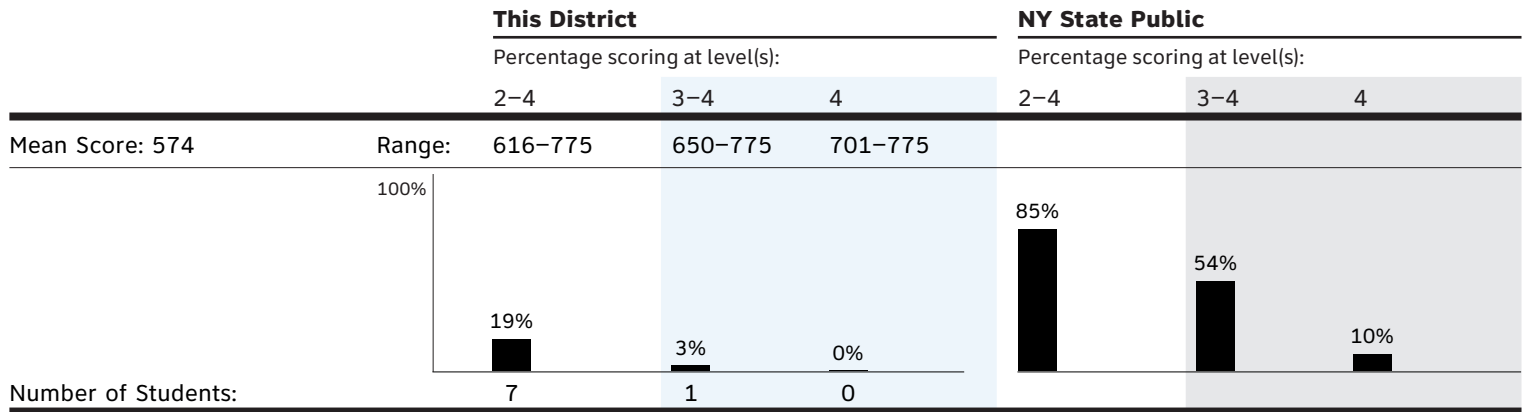 This District NY State Public
Percentage scoring at level(s): Percentage scoring at level(s):
2–4 3–4 4 2–4 3–4 4
Mean Score: 574 Range: 616–775 650–775 701–775
100%
85%
54%
19% 3% 0% 10%
Number of Students: 7 1 0